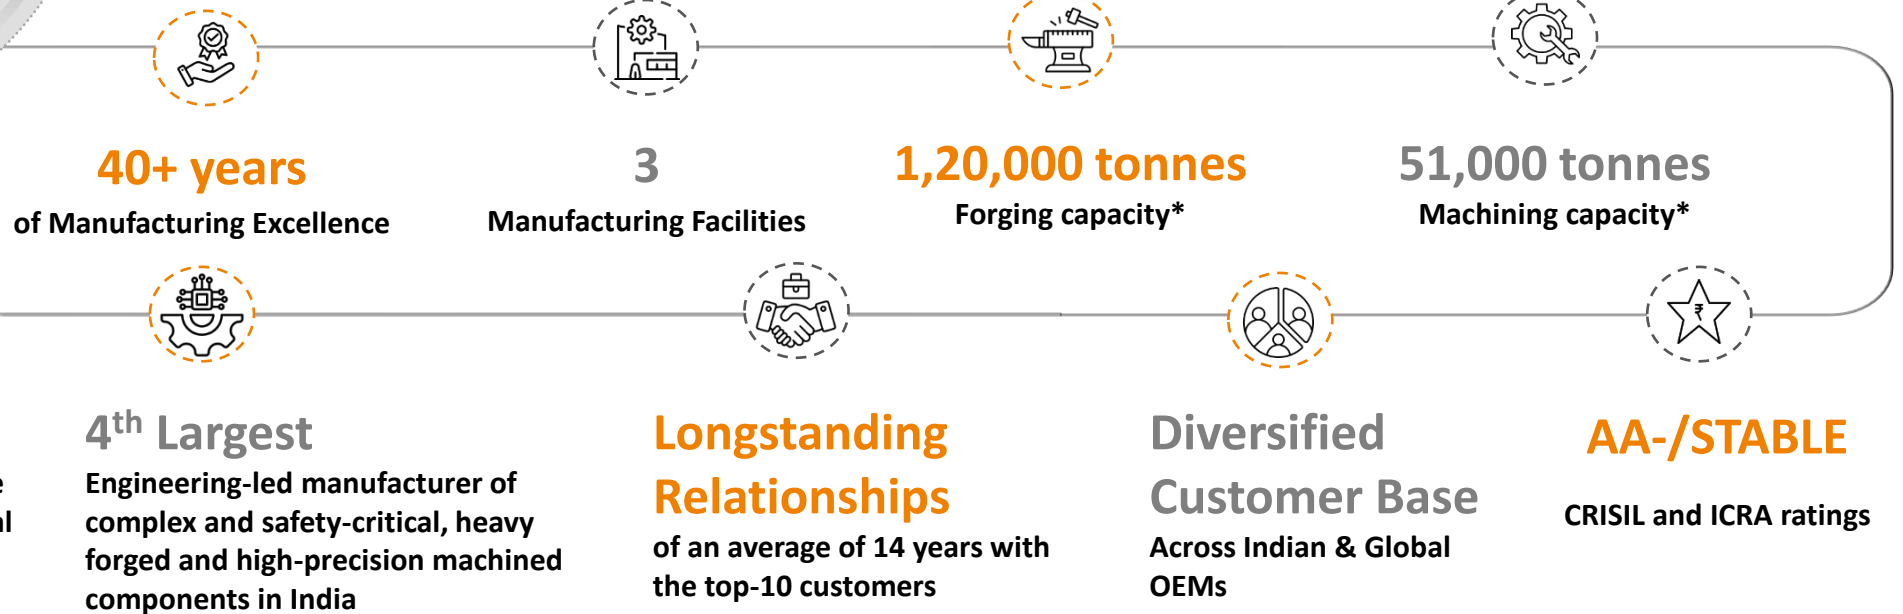 40+ years
of Manufacturing Excellence
3
Manufacturing Facilities
1,20,000 tonnes
Forging capacity*
51,000 tonnes
Machining capacity*
4th Largest
Engineering-led manufacturer of
complex and safety-critical, heavy
forged and high-precision machined
components in India
Longstanding
Relationships
of an average of 14 years with
the top-10 customers
Diversified
Customer Base
Across Indian & Global
OEMs
₹
AA-/STABLE
CRISIL and ICRA ratings